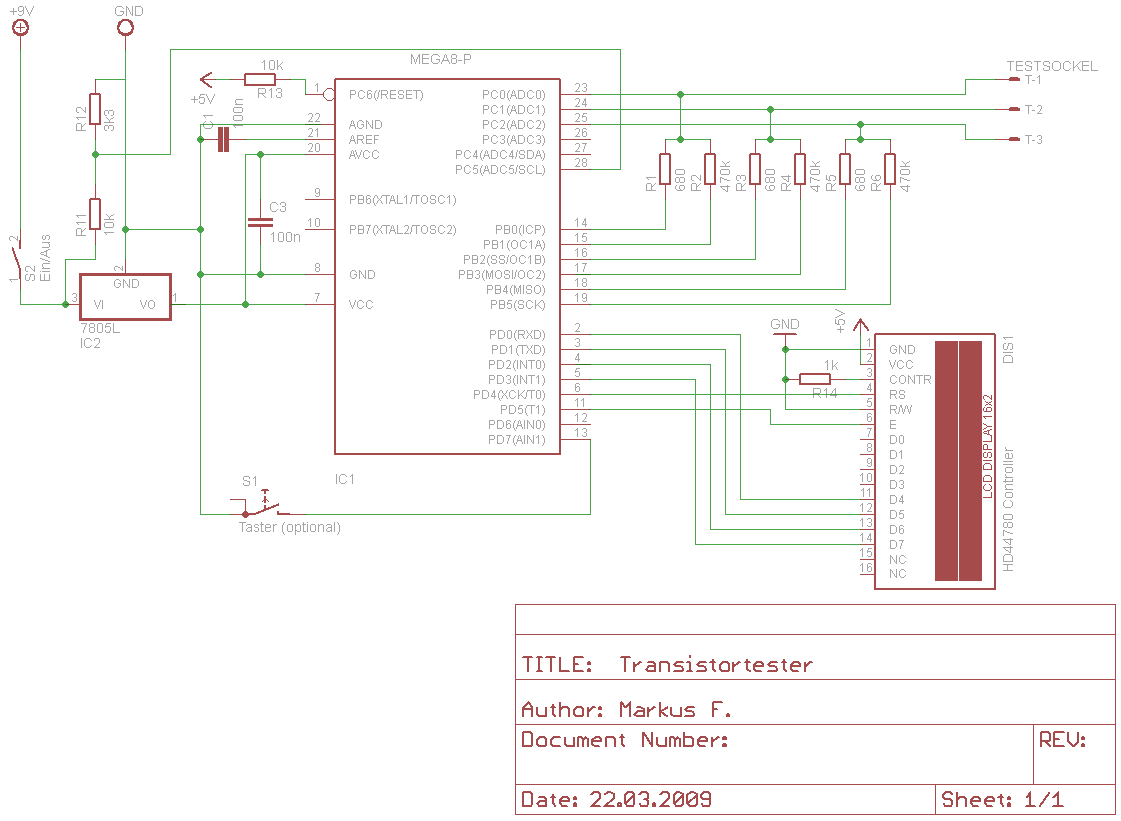 +9V
GND
R12
3k3
R11
10k
S2
Ein/Aus
2
1
3
2
1
GND
VI
VO
7805L
IC2
+5V
10k
R13
C1
100n
C3
100n
MEGA8-P
1 PC6(/RESET)
22 AGND
21 AREF
20 AVCC
9 PB6(XTAL1/TOSC1)
10 PB7(XTAL2/TOSC2)
8 GND
7 VCC
PC0(ADC0) 23
PC1(ADC1) 24
PC2(ADC2) 25
PC3(ADC3) 26
PC4(ADC4/SDA) 27
PC5(ADC5/SCL) 28
PB0(ICP) 14
PB1(OC1A) 15
PB2(SS/OC1B) 16
PB3(MOSI/OC2) 17
PB4(MISO) 18
PB5(SCK) 19
PD0(RXD) 2
PD1(TXD) 3
PD2(INT0) 4
PD3(INT1) 5
PD4(XCK/T0) 6
PD5(T1) 11
PD6(AIN0) 12
PD7(AIN1) 13
IC1
S1
Taster (optional)
TESTSOCKEL
T-1
T-2
T-3
R1
680
R2
470k
R3
680
R4
470k
R5
680
R6
470k
GND
+5V
1k
R14
1 GND
2 VCC
3 CONTR
4 RS
5 R/W
6 E
7 D0
8 D1
9 D2
10 D3
11 D4
12 D5
13 D6
14 D7
15 NC
16 NC
LCD DISPLAY 16x2
DIS1
HD44780 Controller
TITLE: Transistortester
Author: Markus F.
Document Number:
REV:
Date: 22.03.2009
Sheet: 1/1